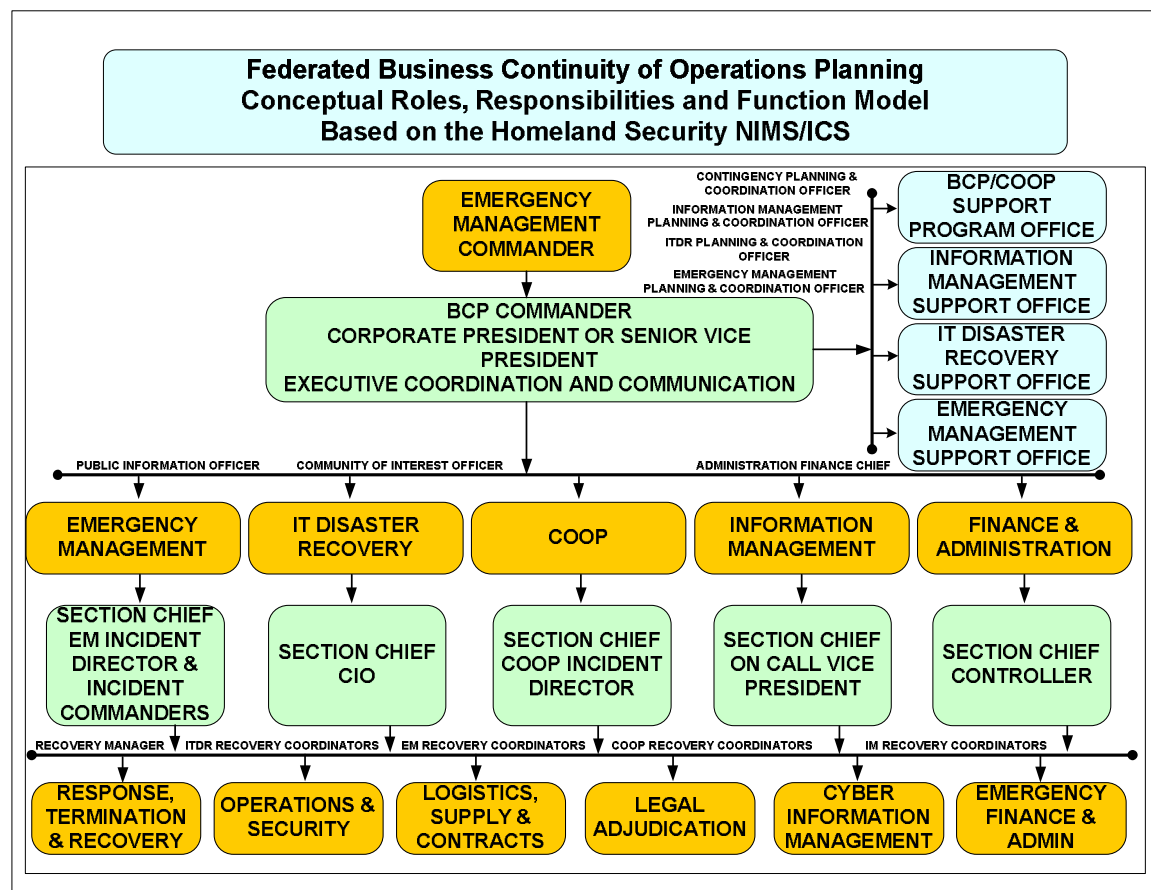 Federated Business Continuity of Operations Planning
Conceptual Roles, Responsibilities and Function Model
Based on the Homeland Security NIMS/ICS
EMERGENCY
MANAGEMENT
COMMANDER
CONTINGENCY PLANNING &
COORDINATION OFFICER
INFORMATION MANAGEMENT
PLANNING & COORDINATION OFFICER
ITDR PLANNING & COORDINATION
OFFICER
EMERGENCY MANAGEMENT
PLANNING & COORDINATION OFFICER
BCP/COOP
SUPPORT
PROGRAM OFFICE
INFORMATION
MANAGEMENT
SUPPORT OFFICE
IT DISASTER
RECOVERY
SUPPORT OFFICE
EMERGENCY
MANAGEMENT
SUPPORT OFFICE
BCP COMMANDER
CORPORATE PRESIDENT OR SENIOR VICE
PRESIDENT
EXECUTIVE COORDINATION AND COMMUNICATION
PUBLIC INFORMATION OFFICER
COMMUNITY OF INTEREST OFFICER
ADMINISTRATION FINANCE CHIEF
EMERGENCY
MANAGEMENT
IT DISASTER
RECOVERY
COOP
INFORMATION
MANAGEMENT
FINANCE &
ADMINISTRATION
SECTION CHIEF
EM INCIDENT
DIRECTOR &
INCIDENT
COMMANDERS
SECTION CHIEF
CIO
SECTION CHIEF
COOP INCIDENT
DIRECTOR
SECTION CHIEF
ON CALL VICE
PRESIDENT
SECTION CHIEF
CONTROLLER
RECOVERY MANAGER
ITDR RECOVERY COORDINATORS
EM RECOVERY COORDINATORS
COOP RECOVERY COORDINATORS
IM RECOVERY COORDINATORS
RESPONSE,
TERMINATION
& RECOVERY
OPERATIONS &
SECURITY
LOGISTICS,
SUPPLY &
CONTRACTS
LEGAL
ADJUDICATION
CYBER
INFORMATION
MANAGEMENT
EMERGENCY
FINANCE &
ADMIN